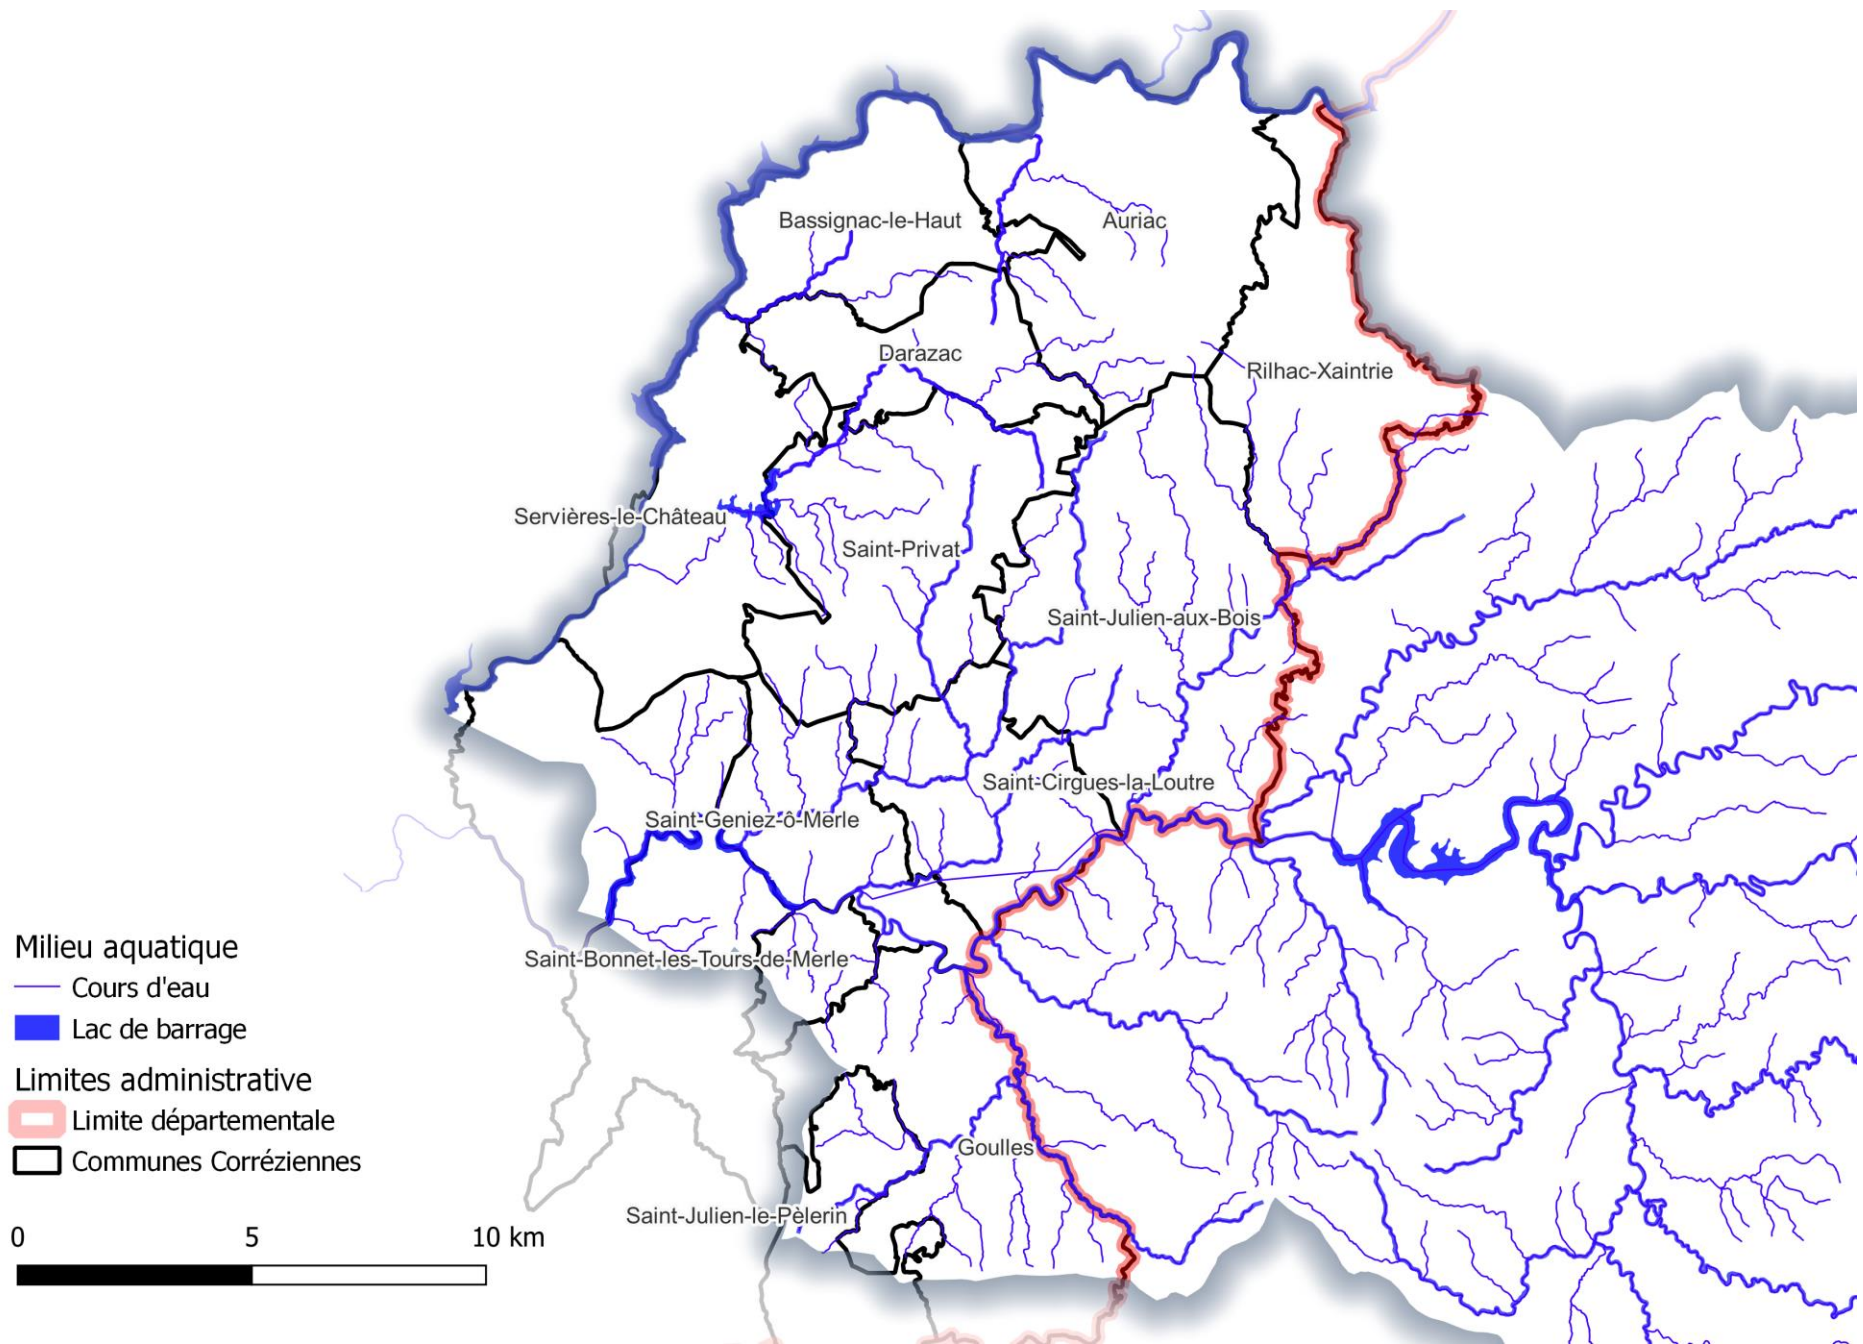 Bassignac-le-Haut
Auriac
Darazac
Rilhac-Xaintrie
Servières-le-Château
Saint-Privat
Saint-Julien-aux-Bois
Saint-Cirgues-la-Loutre
Saint-Geniez-ô-Merle
Saint-Bonnet-les-Tours-de-Merle
Goulles
Saint-Julien-le-Pèlerin
Milieu aquatique
Cours d'eau
Lac de barrage
Limites administrative
Limite départementale
Communes Corréziennes
0 5 10 km